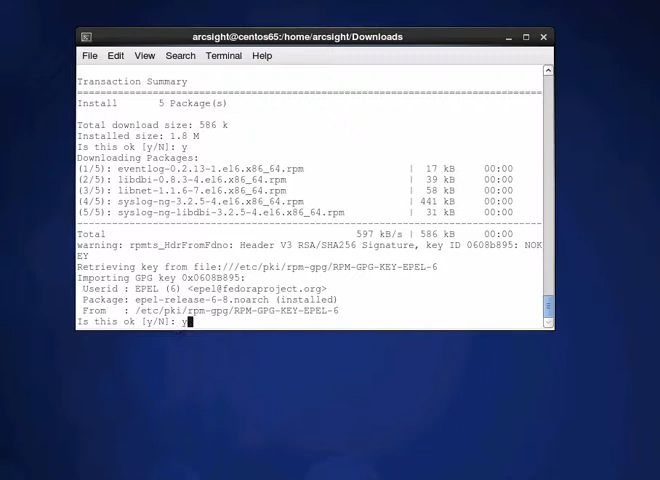 arcsight@centos65:/home/arcsight/Downloads
File Edit View Search Terminal Help
Transaction Summary
================================================================================
Install 5 Package(s)
Total download size: 586 k
Installed size: 1.8 M
Is this ok [y/N]: y
Downloading Packages:
(1/5): eventlog-0.2.13-1.el6.x86_64.rpm | 17 kB 00:00
(2/5): libdbi-0.8.3-4.el6.x86_64.rpm | 39 kB 00:00
(3/5): libnet-1.1.6-7.el6.x86_64.rpm | 58 kB 00:00
(4/5): syslog-ng-3.2.5-4.el6.x86_64.rpm | 441 kB 00:00
(5/5): syslog-ng-libdbi-3.2.5-4.el6.x86_64.rpm | 31 kB 00:00
--------------------------------------------------------------------------------
Total 597 kB/s | 586 kB 00:00
warning: rpmts_HdrFromFdno: Header V3 RSA/SHA256 Signature, key ID 0608b895: NOK
EY
Retrieving key from file:///etc/pki/rpm-gpg/RPM-GPG-KEY-EPEL-6
Importing GPG key 0x0608B895:
Userid : EPEL (6) <epel@fedoraproject.org>
Package: epel-release-6-8.noarch (installed)
From : /etc/pki/rpm-gpg/RPM-GPG-KEY-EPEL-6
Is this ok [y/N]: y